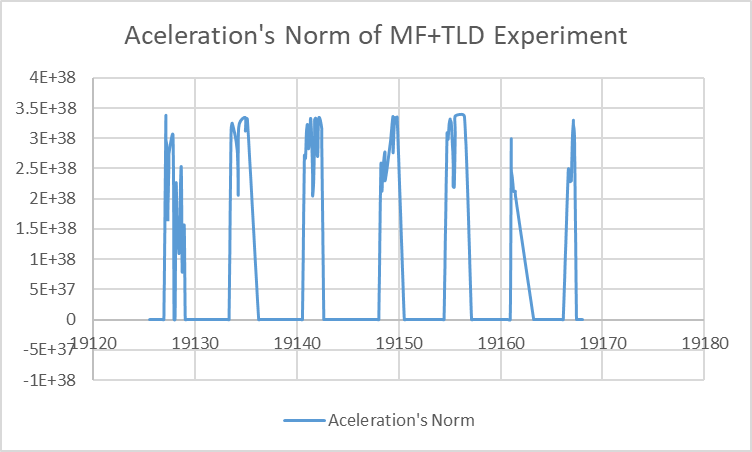 Aceleration's Norm of MF+TLD Experiment
4E+38
3.5E+38
3E+38
2.5E+38
2E+38
1.5E+38
1E+38
5E+37
0
19120 19130 19140 19150 19160 19170 19180
-5E+37
-1E+38
Aceleration's Norm